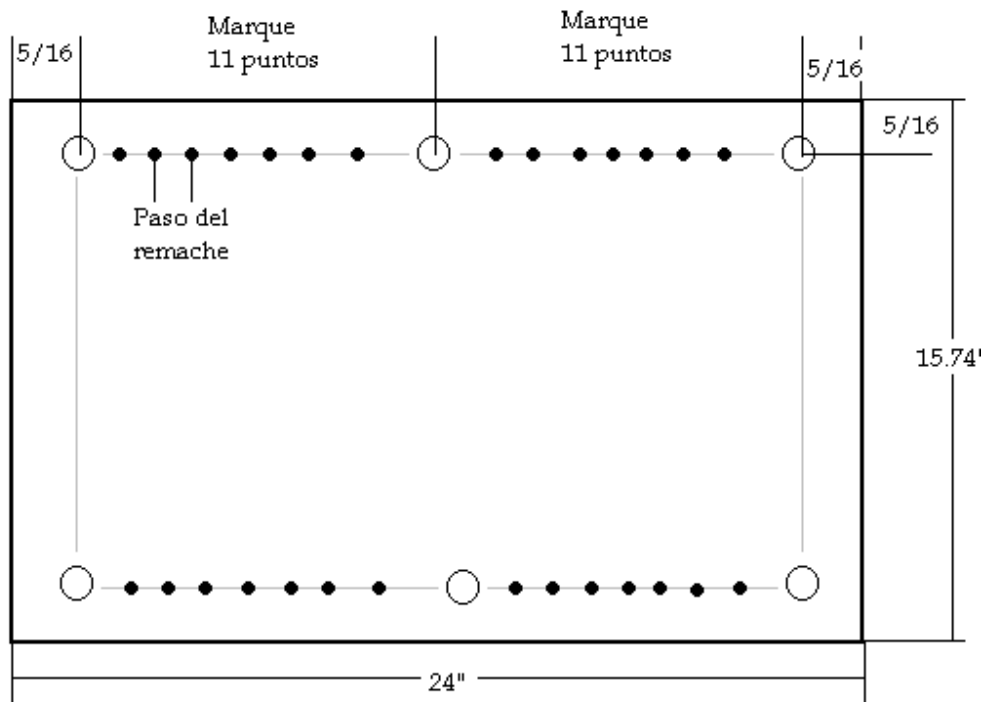 Marque
11 puntos
Marque
11 puntos
5/16
5/16
5/16
Paso del
remache
15.74"
24"